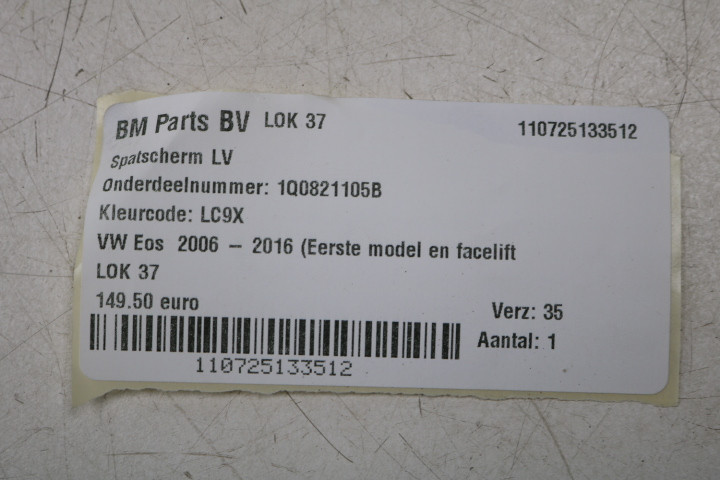 BM Parts BV LOK 37 110725133512
Spatscherm LV
Onderdeelnummer: 1Q0821105B
Kleurcode: LC9X
VW Eos 2006 – 2016 (Eerste model en facelift
LOK 37
149.50 euro Verz: 35
Aantal: 1
110725133512